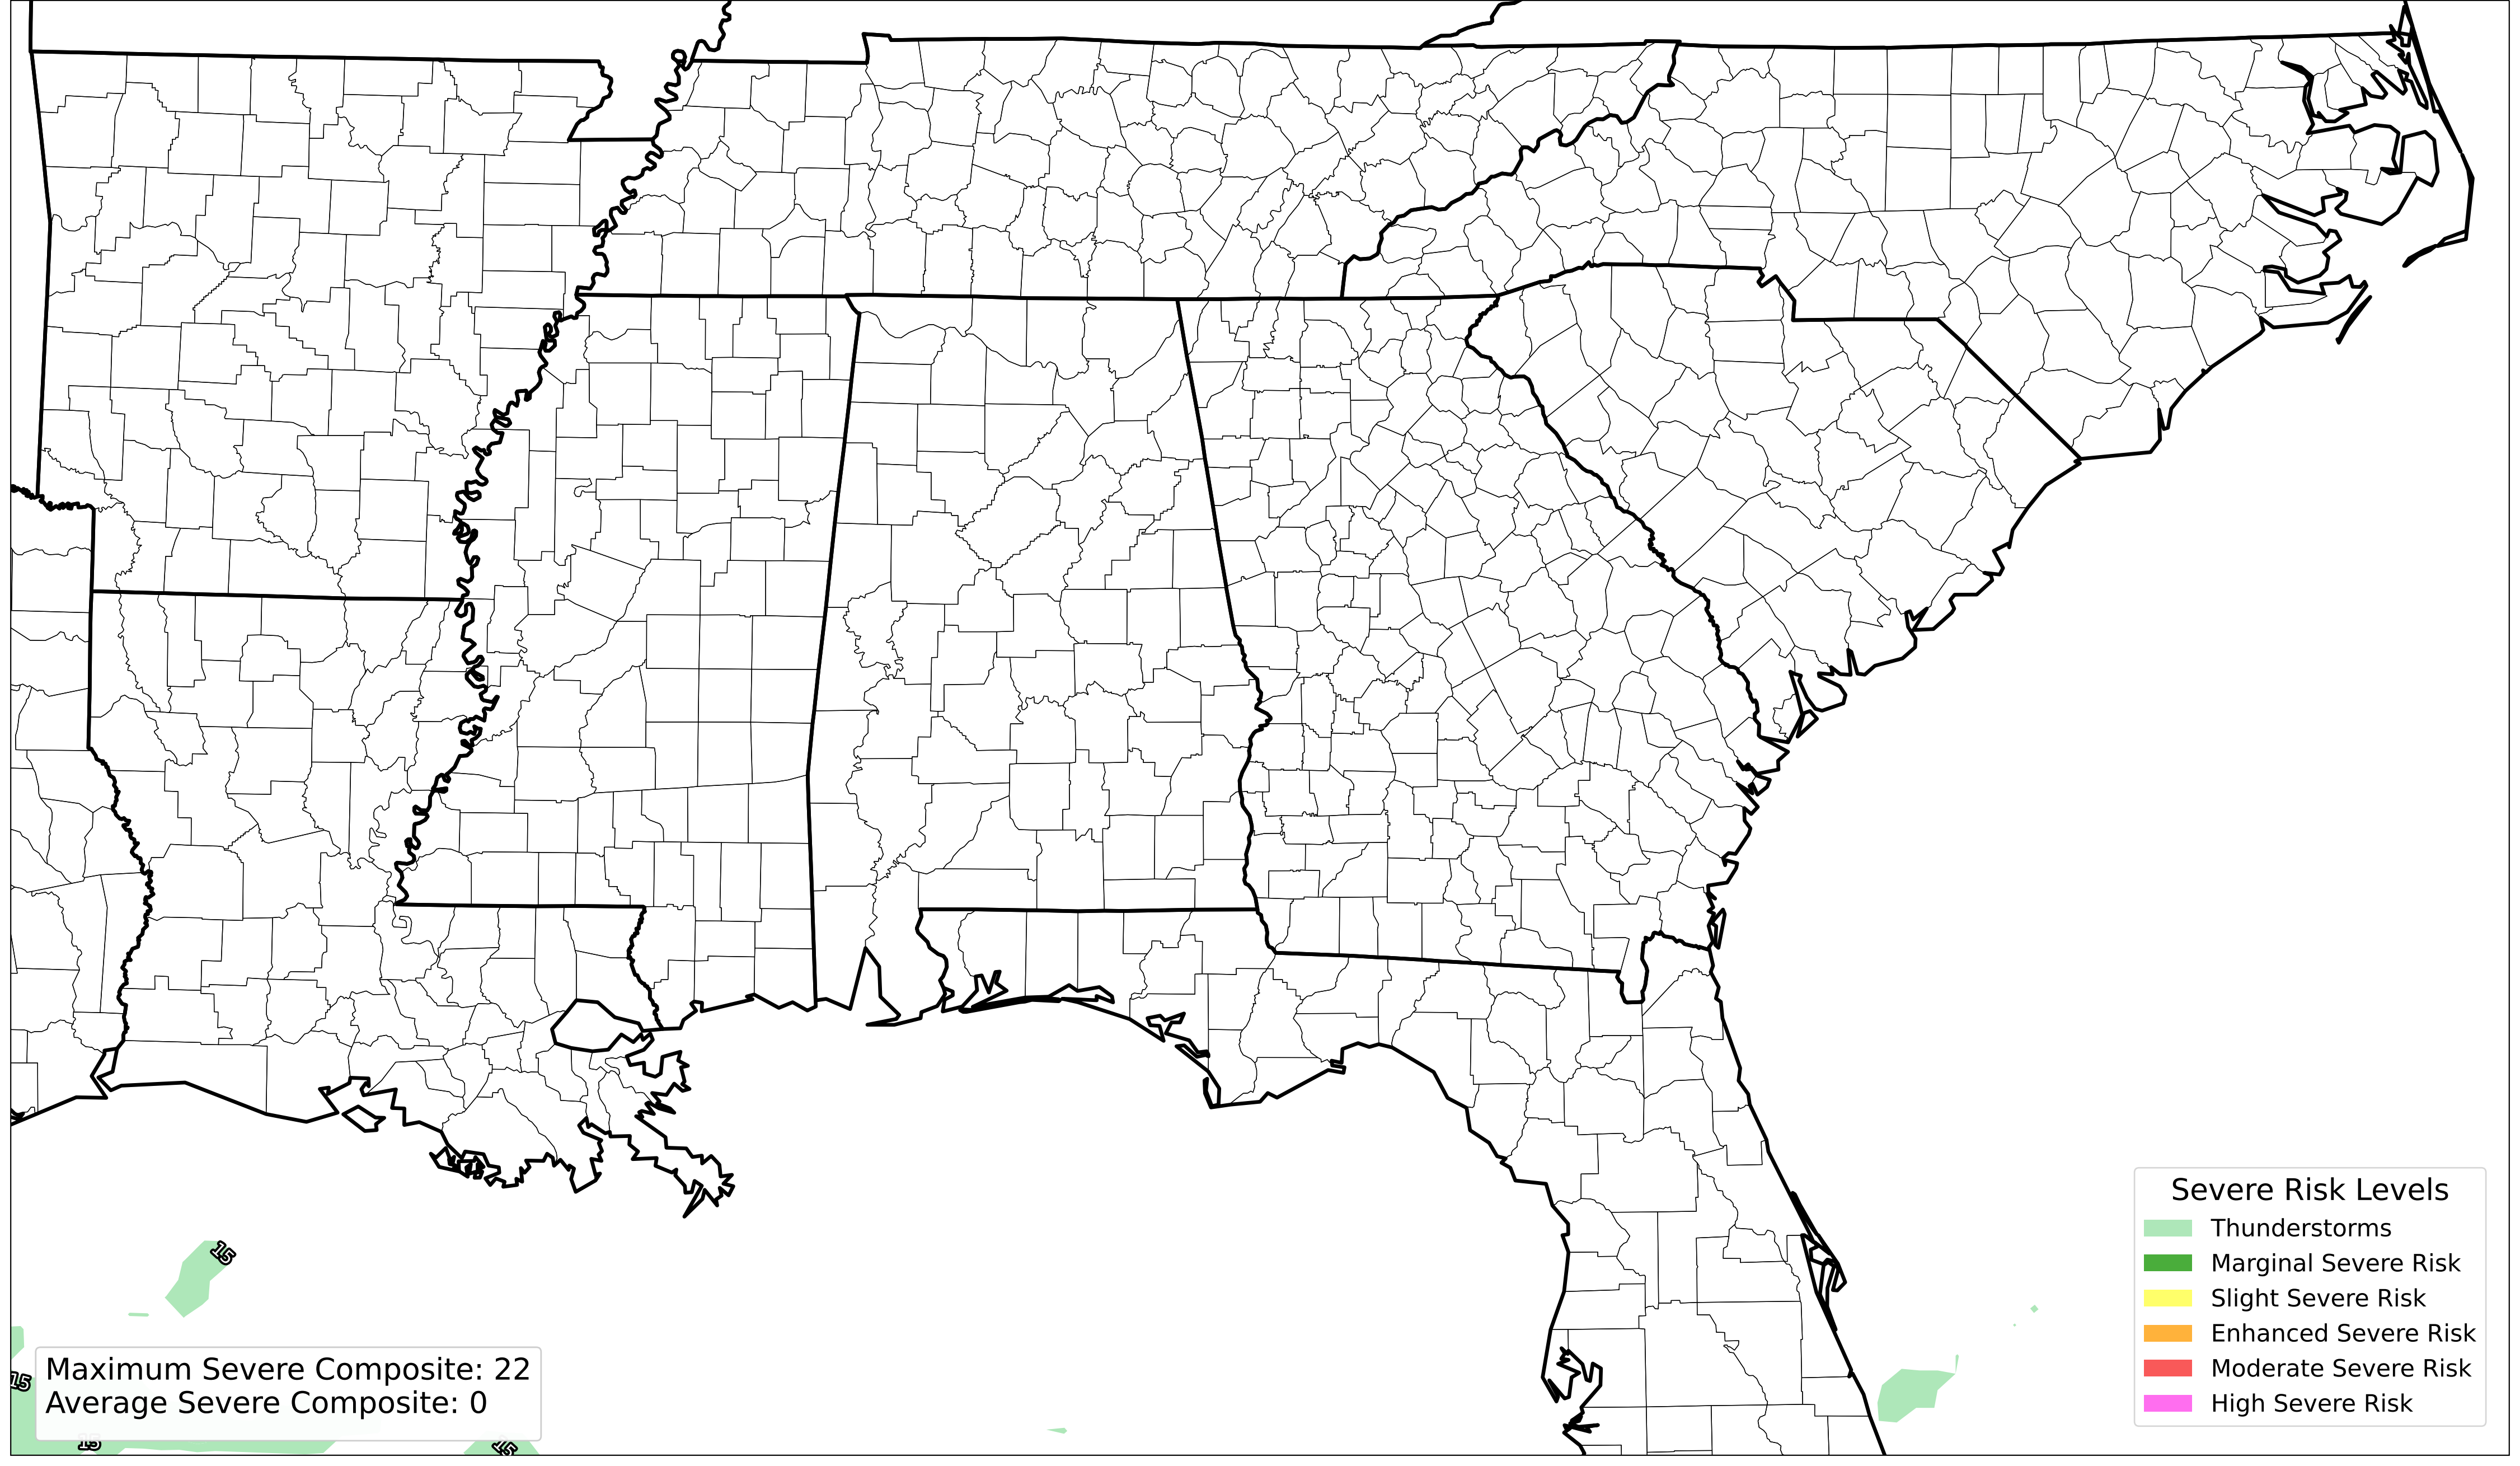 15
15
Maximum Severe Composite: 22
Average Severe Composite: 0
15
15
Severe Risk Levels
Thunderstorms
Marginal Severe Risk
Slight Severe Risk
Enhanced Severe Risk
Moderate Severe Risk
High Severe Risk